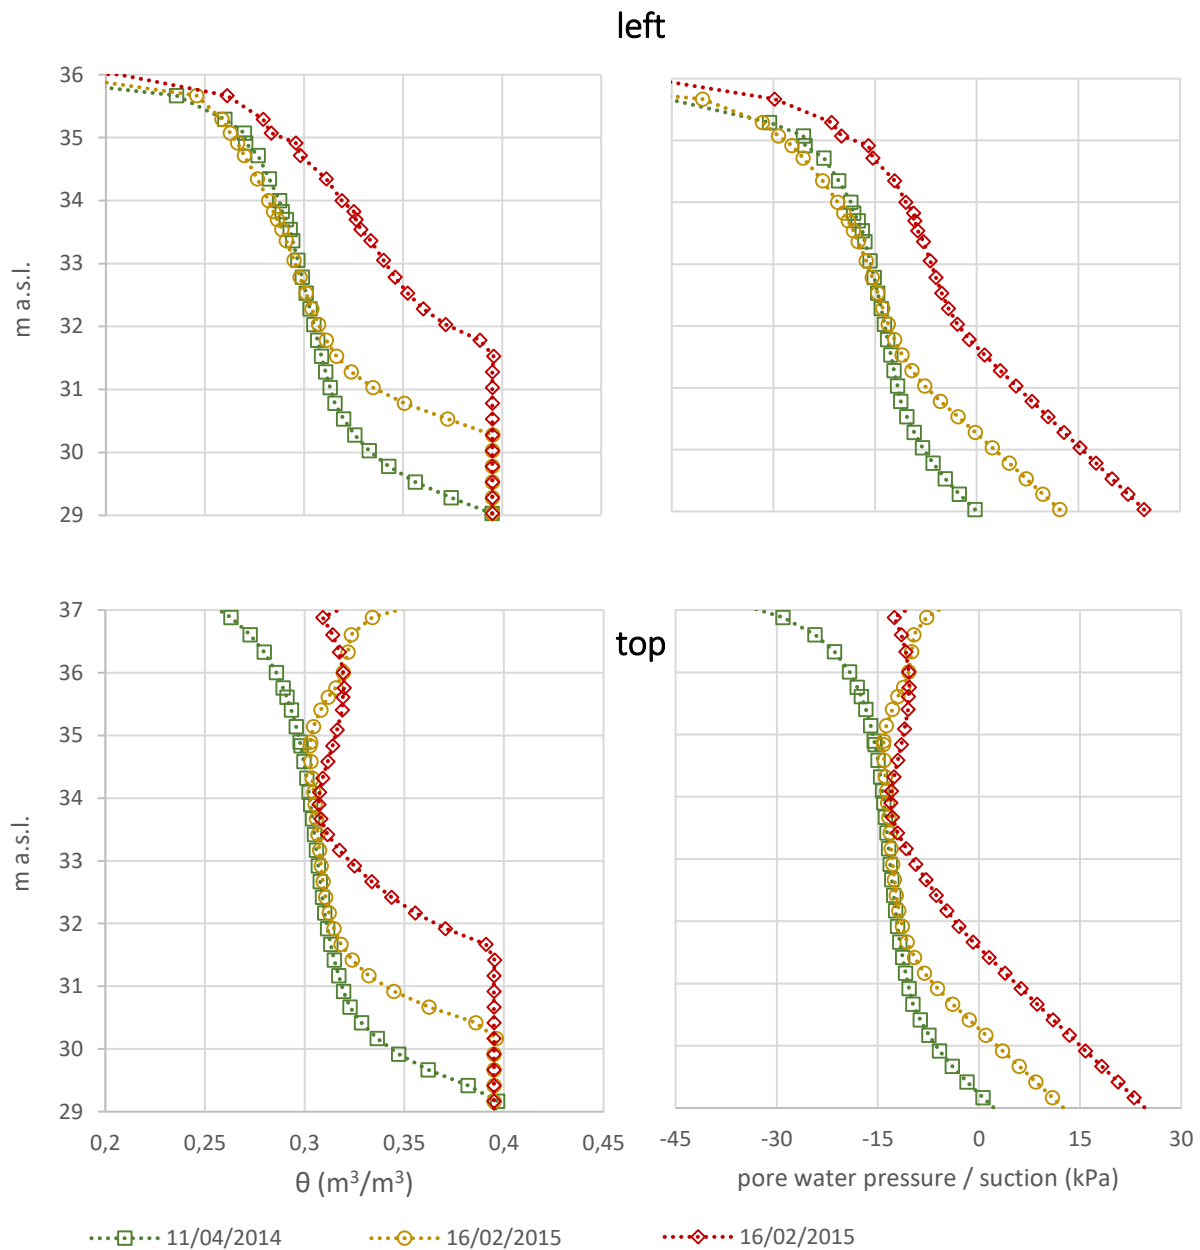 left
36
35
34
33
32
31
30
29
m a.s.l.
top
37
36
35
34
33
32
31
30
29
m a.s.l.
0,2 0,25 0,3 0,35 0,4 0,45
θ (m³/m³)
-45 -30 -15 0 15 30
pore water pressure / suction (kPa)
11/04/2014 16/02/2015 16/02/2015